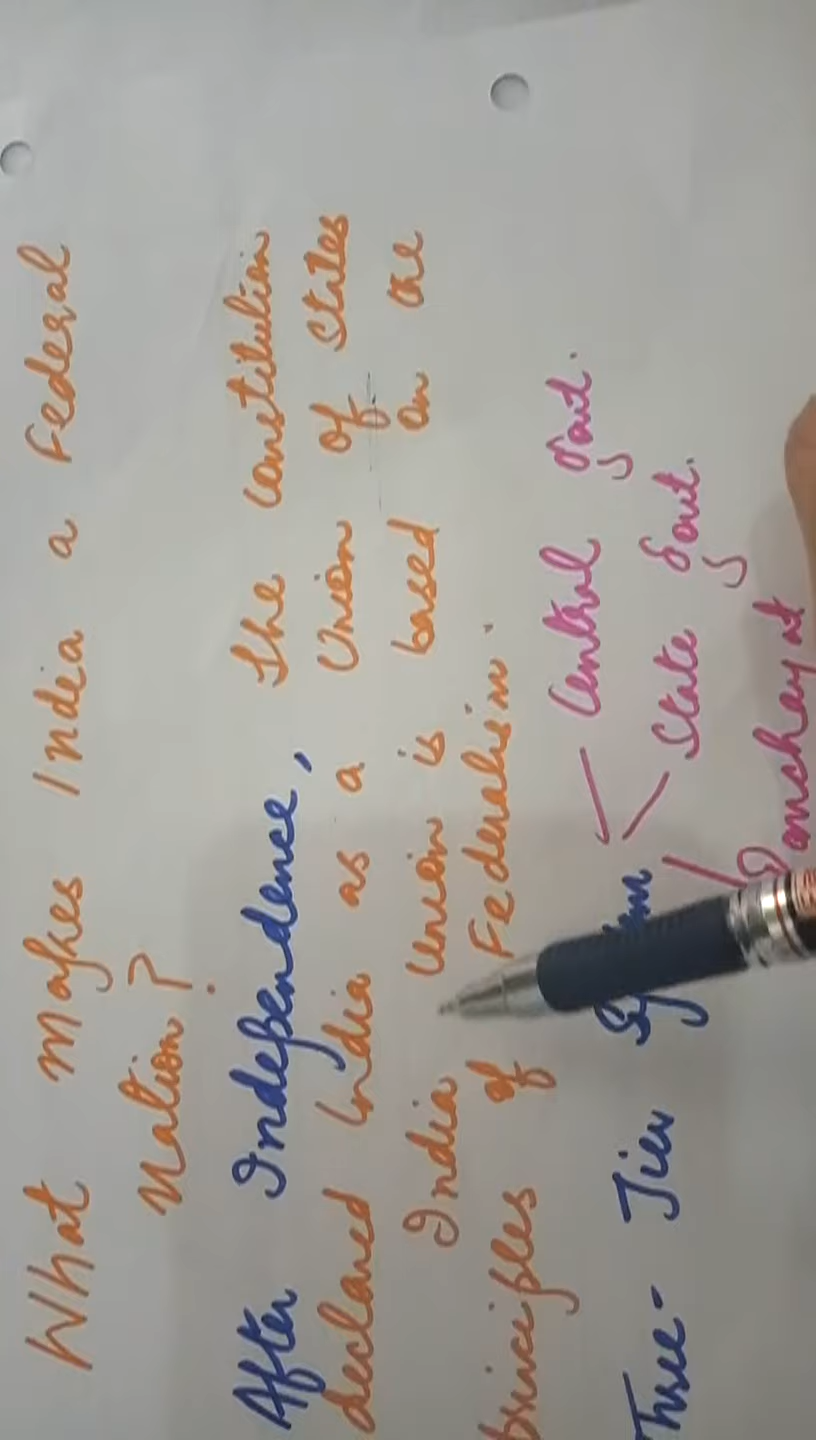 What makes India a Federal
Nation?
After Independence, The constitution
declared India as a Union of States
India Union is based on the
principles of Federalism.
Three-Tier System Central Govt.
State Govt.